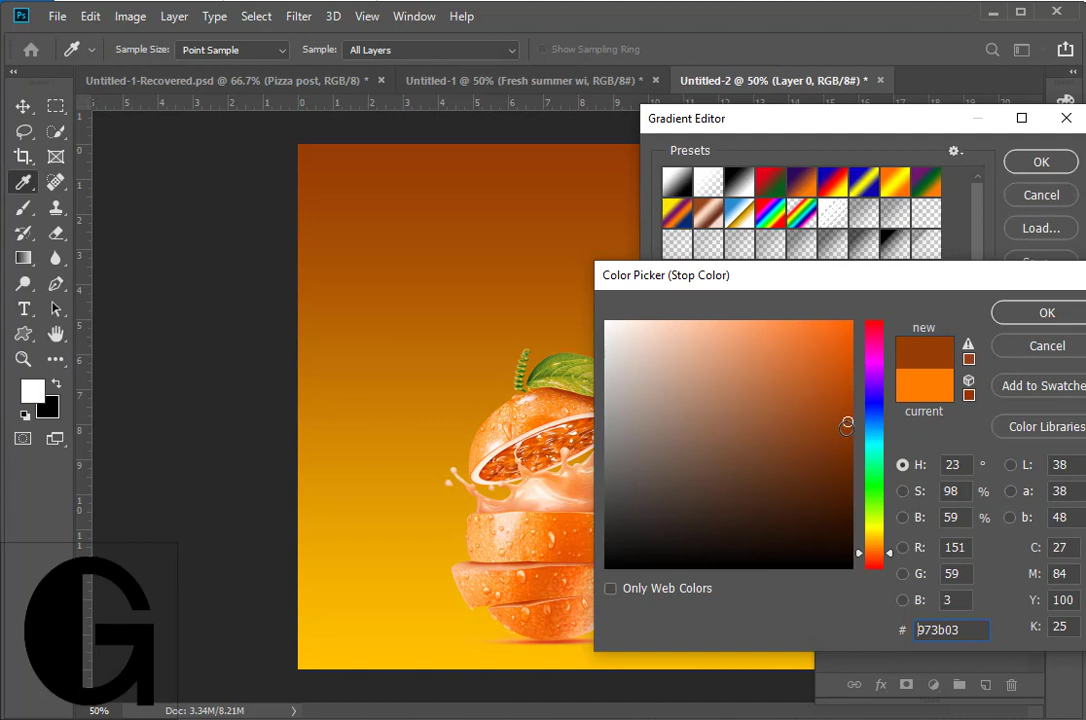 Ps File Edit Image Layer Type Select Filter 3D View Window Help
Sample Size: Point Sample Sample: All Layers Show Sampling Ring
Untitled-1-Recovered.psd @ 66.7% (Pizza post, RGB/8) * × Untitled-1 @ 50% (Fresh summer wi, RGB/8#) * × Untitled-2 @ 50% (Layer 0, RGB/8#) * ×
Gradient Editor
Presets
OK
Cancel
Load...
Color Picker (Stop Color)
new
current
OK
Cancel
Add to Swatche
Color Libraries
H: 23 ° L: 38
S: 98 % a: 38
B: 59 % b: 48
R: 151 C: 27
G: 59 M: 84
B: 3 Y: 100
# 973b03 K: 25
Only Web Colors
G
fx
50% Doc: 3.34M/8.21M